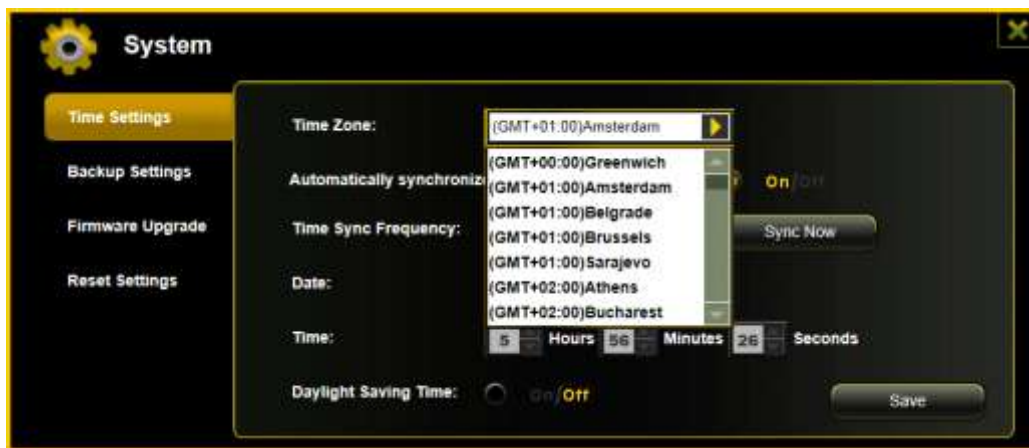 System
Time Settings
Backup Settings
Firmware Upgrade
Reset Settings
Time Zone:
(GMT+01:00)Amsterdam
(GMT+00:00)Greenwich
(GMT+01:00)Amsterdam
(GMT+01:00)Belgrade
(GMT+01:00)Brussels
(GMT+01:00)Sarajevo
(GMT+02:00)Athens
(GMT+02:00)Bucharest
Automatically On/Off
Time Sync Frequency: Sync Now
Date:
Time: 5 Hours 56 Minutes 26 Seconds
Daylight Saving Time: On/Off
Save